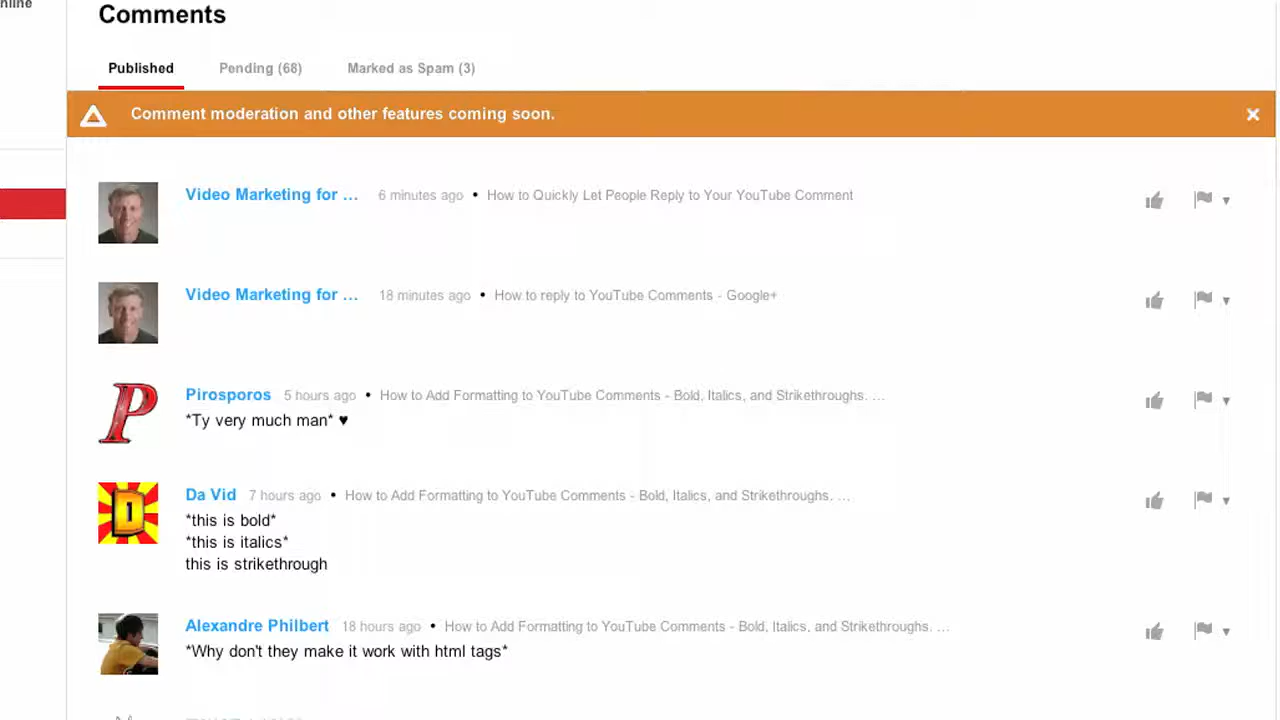 nline
Comments
Published Pending (68) Marked as Spam (3)
Comment moderation and other features coming soon.
Video Marketing for ... 6 minutes ago • How to Quickly Let People Reply to Your YouTube Comment
Video Marketing for ... 18 minutes ago • How to reply to YouTube Comments - Google+
P
Pirosporos 5 hours ago • How to Add Formatting to YouTube Comments - Bold, Italics, and Strikethroughs. ...
*Ty very much man* ♥
D
Da Vid 7 hours ago • How to Add Formatting to YouTube Comments - Bold, Italics, and Strikethroughs. ...
*this is bold*
*this is italics*
this is strikethrough
Alexandre Philbert 18 hours ago • How to Add Formatting to YouTube Comments - Bold, Italics, and Strikethroughs. ...
*Why don't they make it work with html tags*